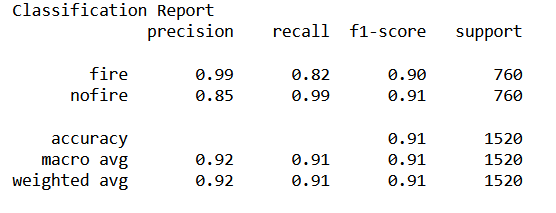 Classification Report
precision recall f1-score support
fire 0.99 0.82 0.90 760
nofire 0.85 0.99 0.91 760
accuracy 0.91 1520
macro avg 0.92 0.91 0.91 1520
weighted avg 0.92 0.91 0.91 1520